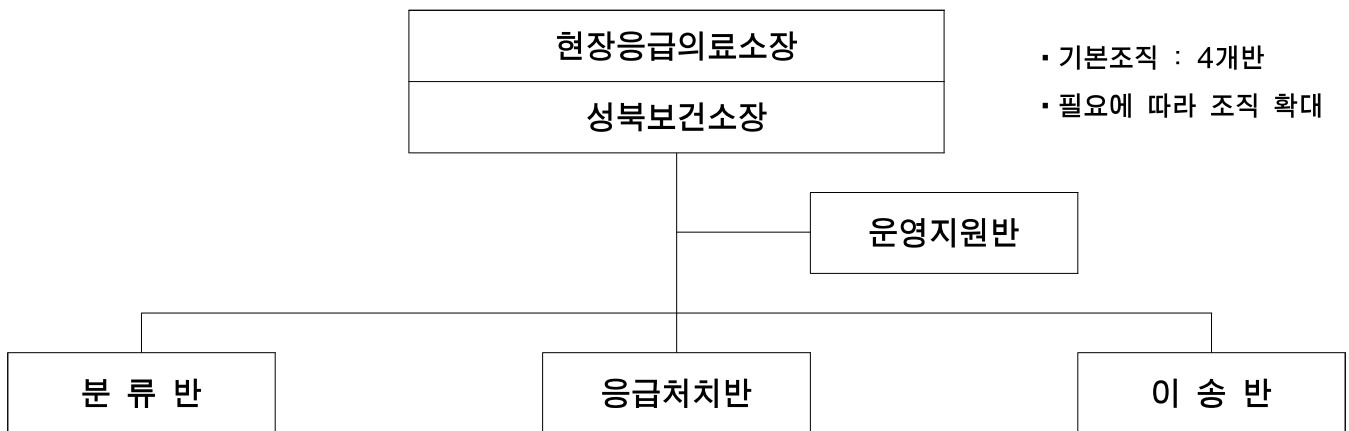 현장응급의료소장
성북보건소장
▪ 기본조직 : 4개반
▪ 필요에 따라 조직 확대
운영지원반
분 류 반
응급처치반
이 송 반